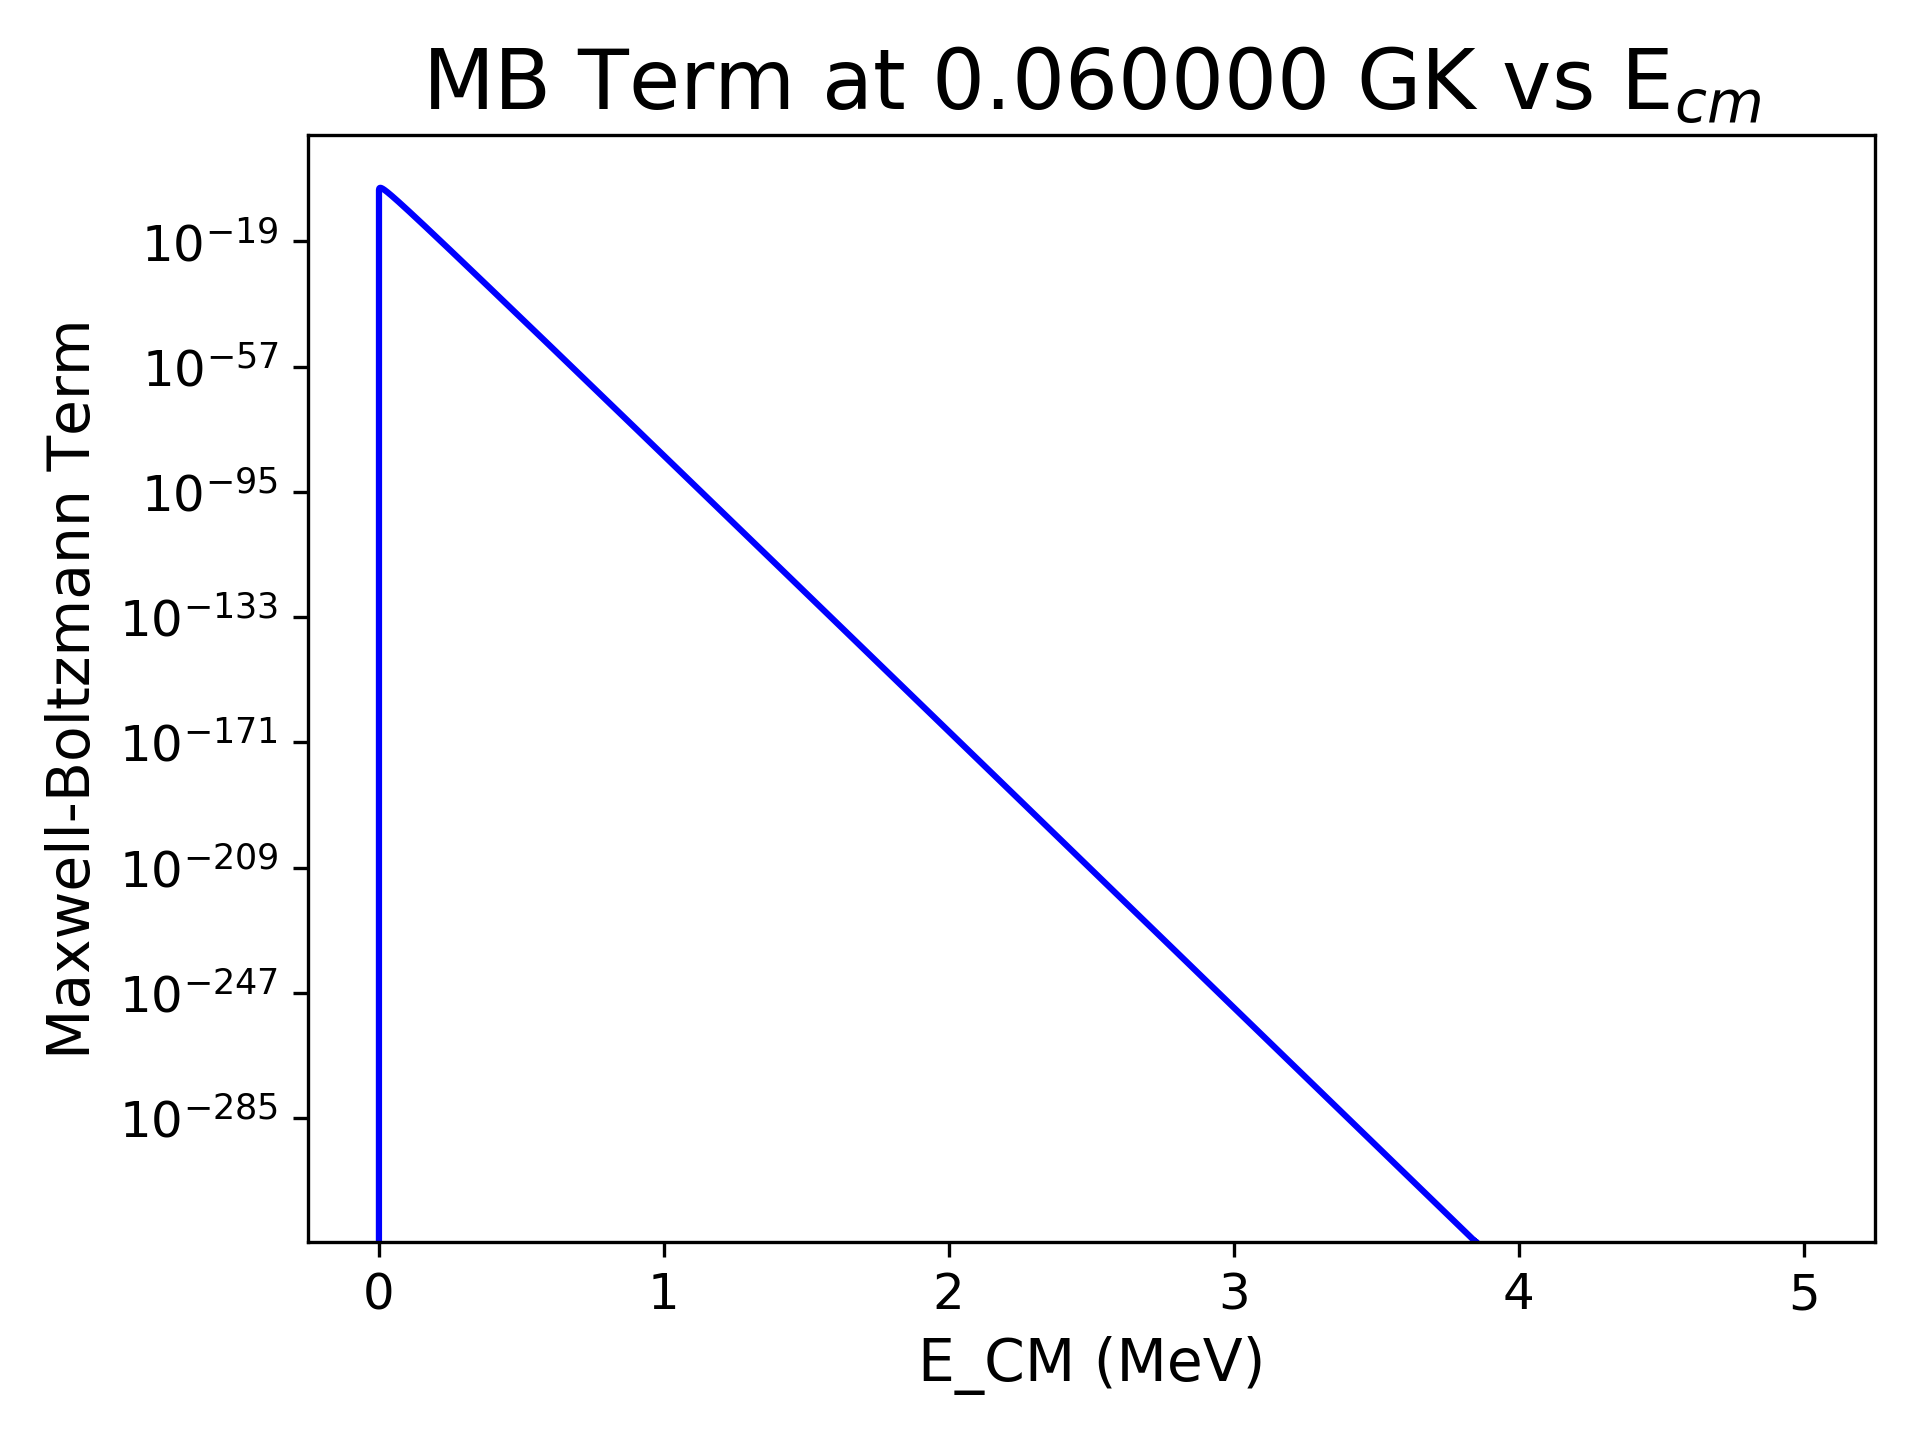 MB Term at 0.060000 GK vs E_{cm}
Maxwell-Boltzmann Term
10^{−19}
10^{−57}
10^{−95}
10^{−133}
10^{−171}
10^{−209}
10^{−247}
10^{−285}
0 1 2 3 4 5
E_CM (MeV)